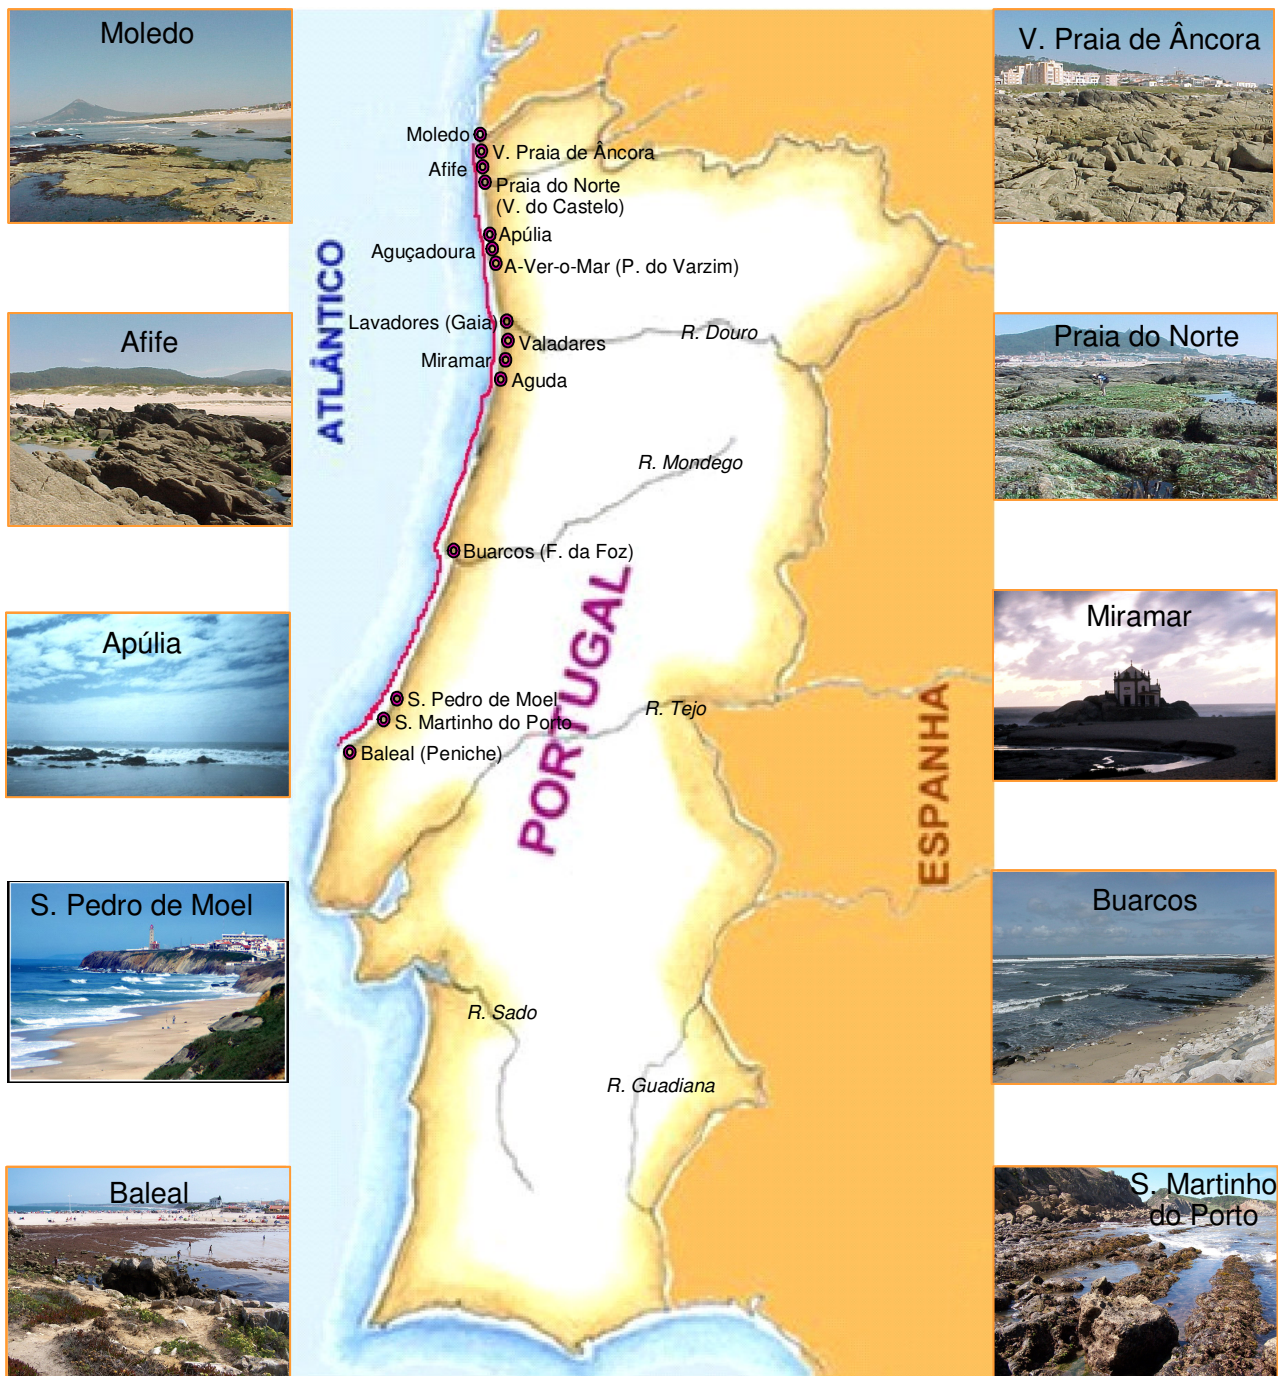 Moledo
V. Praia de Âncora
Moledo
V. Praia de Âncora
Afife
Praia do Norte
(V. do Castelo)
Apúlia
Aguçadoura
A-Ver-o-Mar (P. do Varzim)
ATLÂNTICO
Lavadores (Gaia)
R. Douro
Valadares
Miramar
Aguda
Afife
Praia do Norte
R. Mondego
Buarcos (F. da Foz)
PORTUGAL
Apúlia
Miramar
S. Pedro de Moel
R. Tejo
S. Martinho do Porto
Baleal (Peniche)
ESPANHA
S. Pedro de Moel
Buarcos
R. Sado
R. Guadiana
Baleal
S. Martinho
do Porto